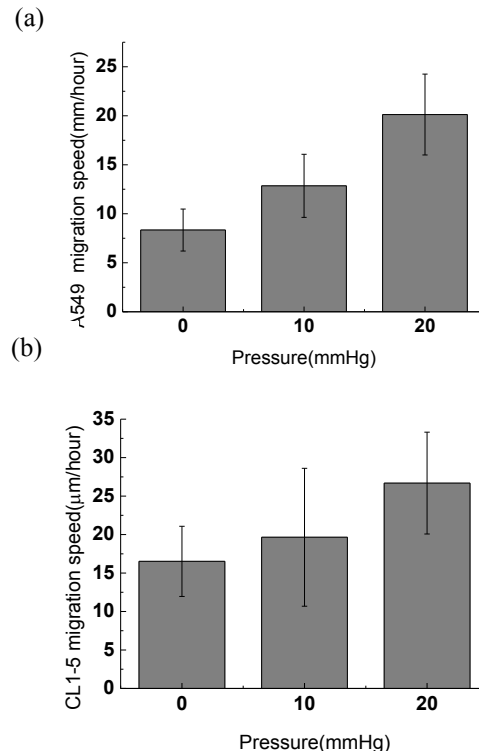 (a)
A549 migration speed(mm/hour)
25
20
15
10
5
0
0 10 20
Pressure(mmHg)
(b)
CL1-5 migration speed(μm/hour)
35
30
25
20
15
10
5
0
0 10 20
Pressure(mmHg)